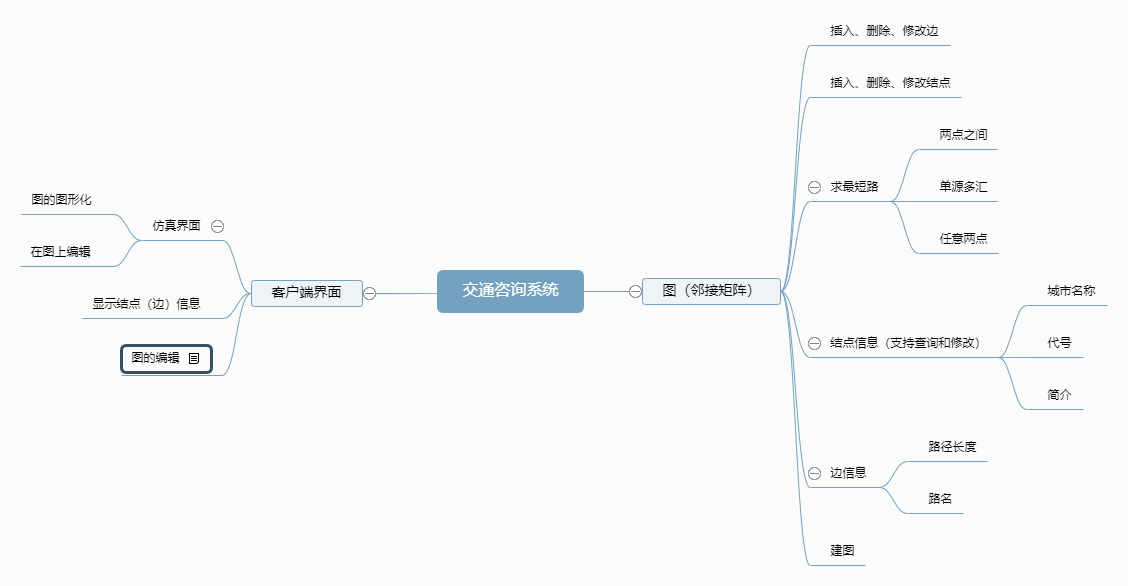 交通咨询系统
图（邻接矩阵）
插入、删除、修改边
插入、删除、修改结点
求最短路
两点之间
单源多汇
任意两点
结点信息（支持查询和修改）
城市名称
代号
简介
边信息
路径长度
路名
建图
客户端界面
仿真界面
图的图形化
在图上编辑
显示结点（边）信息
图的编辑